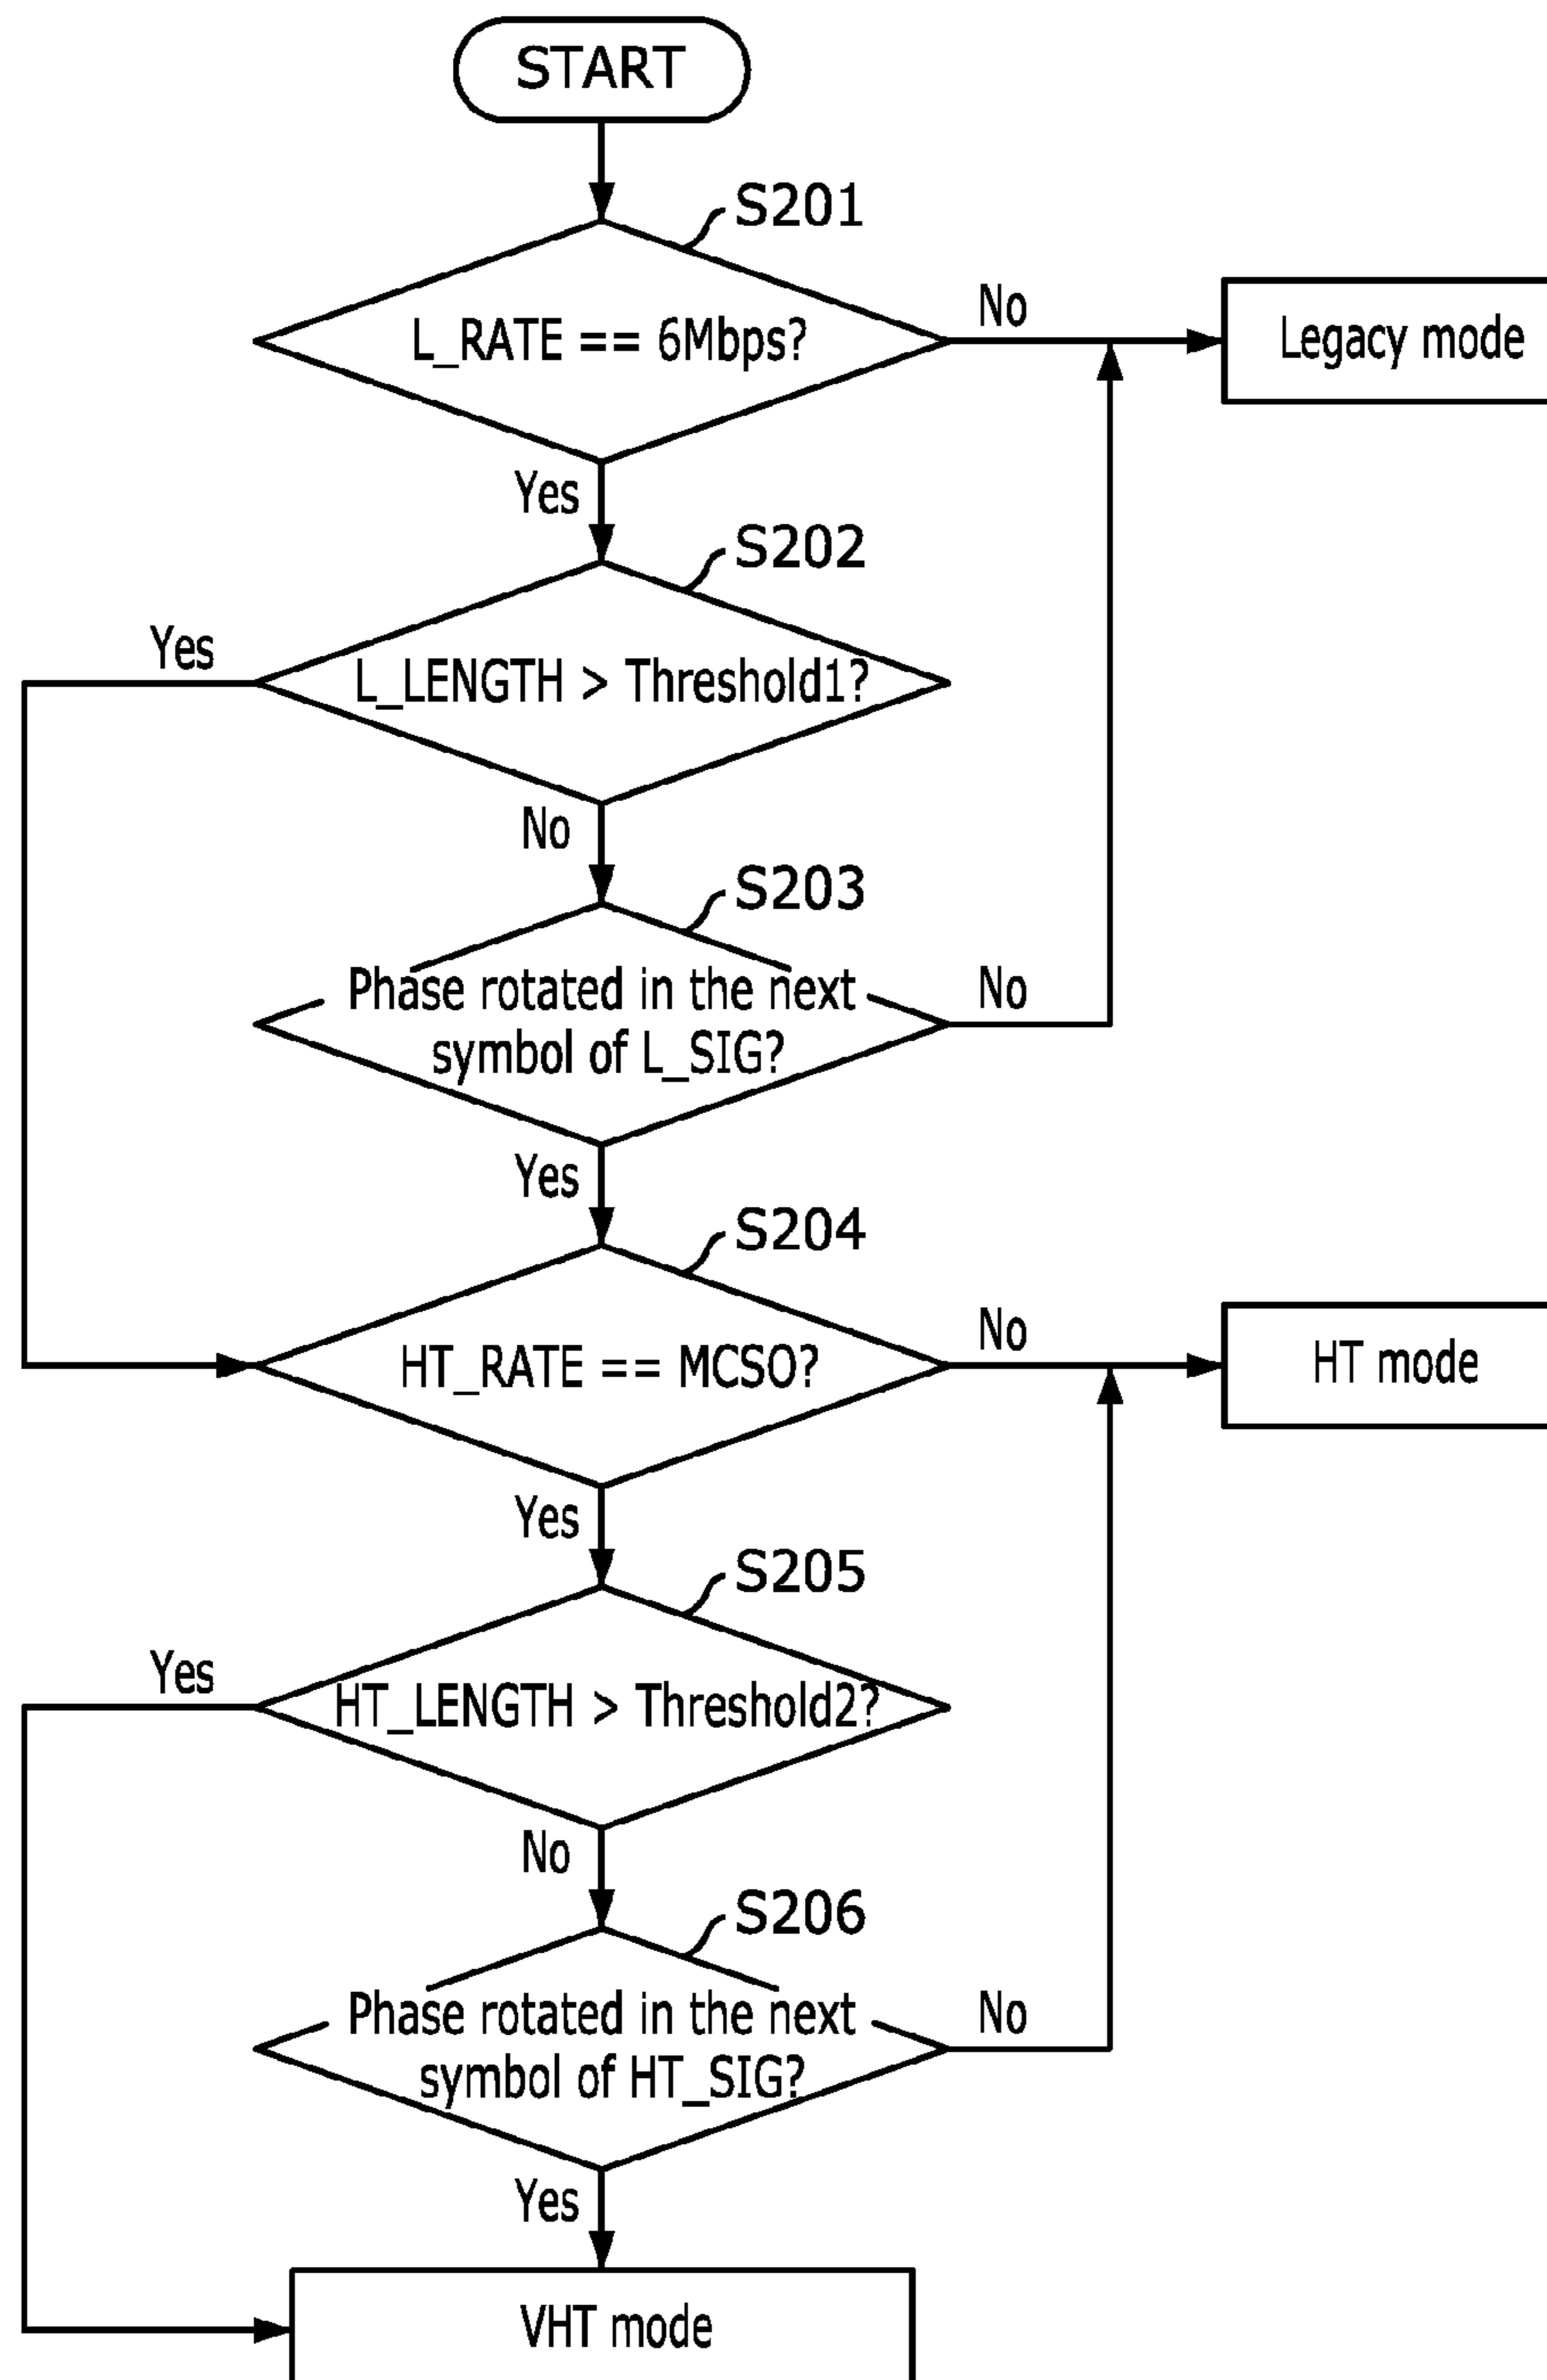 START
S201
L_RATE == 6Mbps?
No
Legacy mode
Yes
S202
Yes
L_LENGTH > Threshold1?
No
S203
Phase rotated in the next
symbol of L_SIG?
No
Yes
S204
HT_RATE == MCSO?
No
HT mode
Yes
S205
Yes
HT_LENGTH > Threshold2?
No
S206
Phase rotated in the next
symbol of HT_SIG?
No
Yes
VHT mode